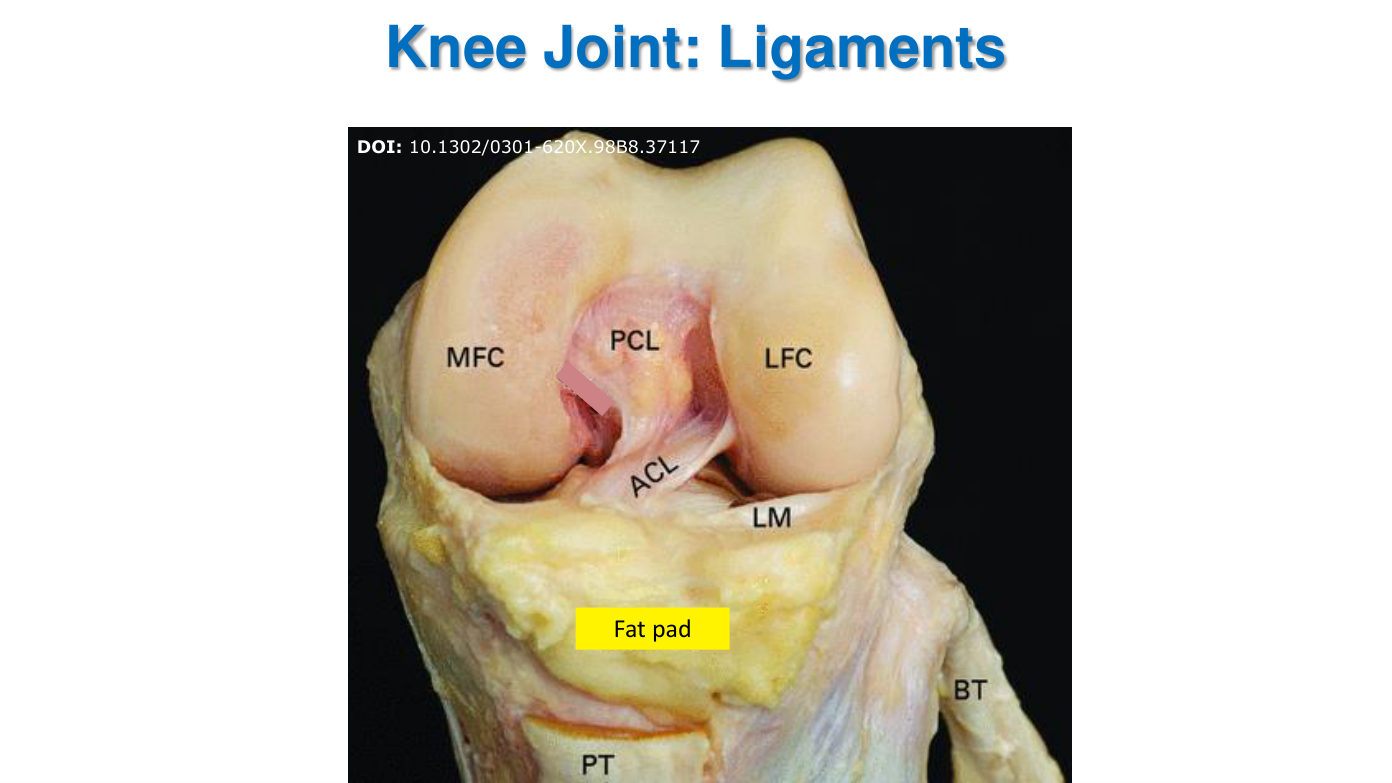 Knee Joint: Ligaments
DOI: 10.1302/0301-620X.98B8.37117
PCL
MFC
LFC
ACL
LM
Fat pad
BT
PT